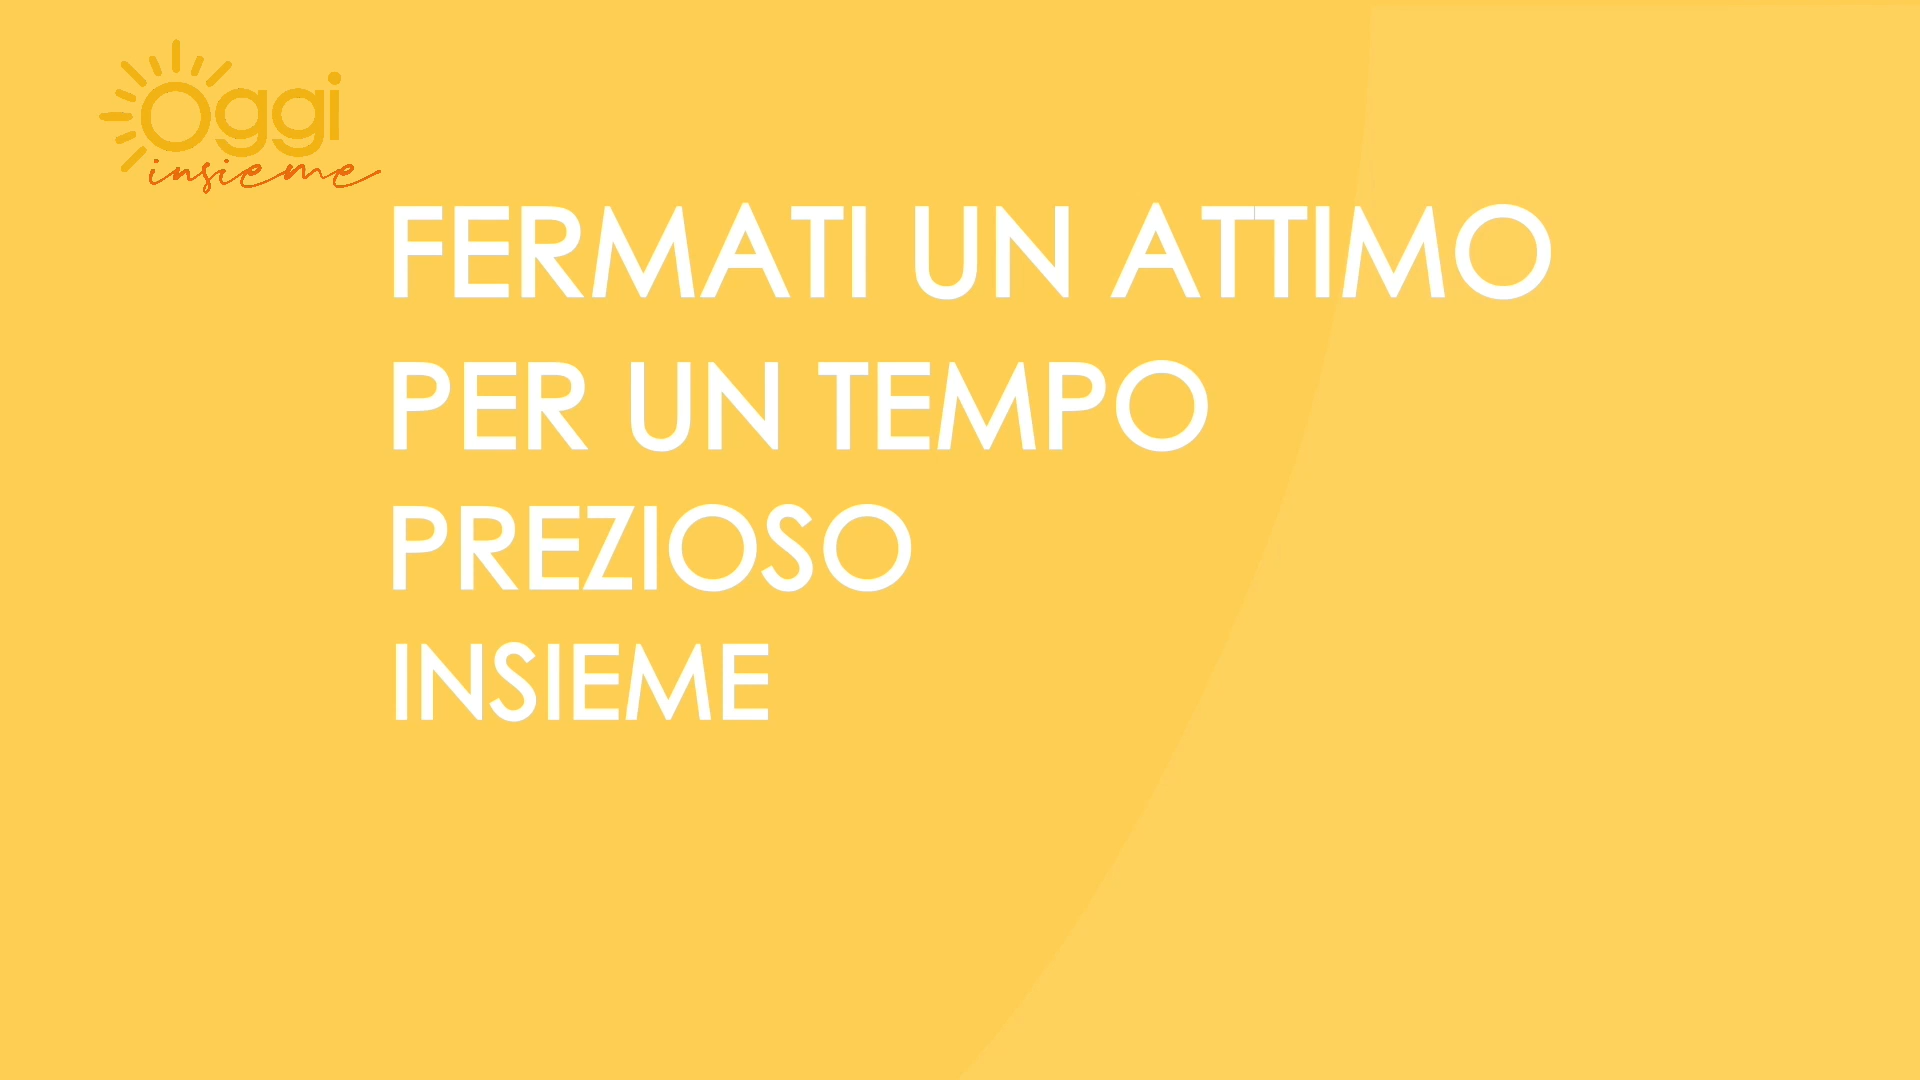 Oggi
insieme
FERMATI UN ATTIMO
PER UN TEMPO
PREZIOSO
INSIEME